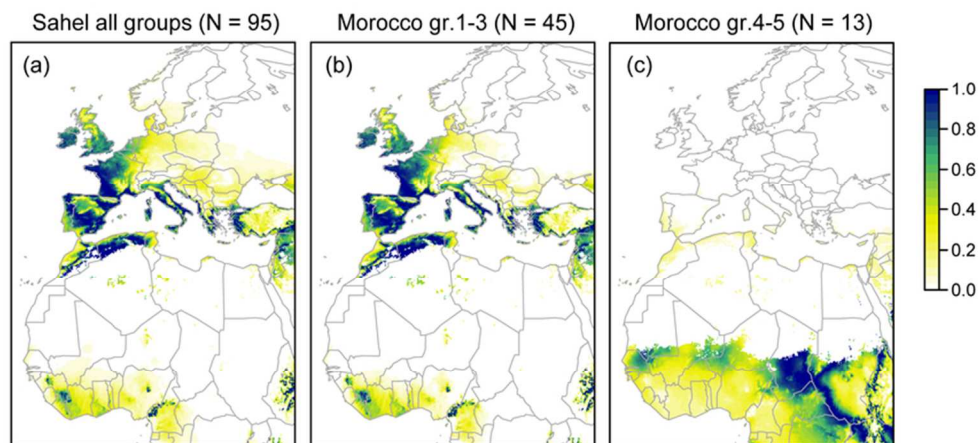 Sahel all groups (N = 95)
Morocco gr.1-3 (N = 45)
Morocco gr.4-5 (N = 13)
(a)
(b)
(c)
1.0
0.8
0.6
0.4
0.2
0.0